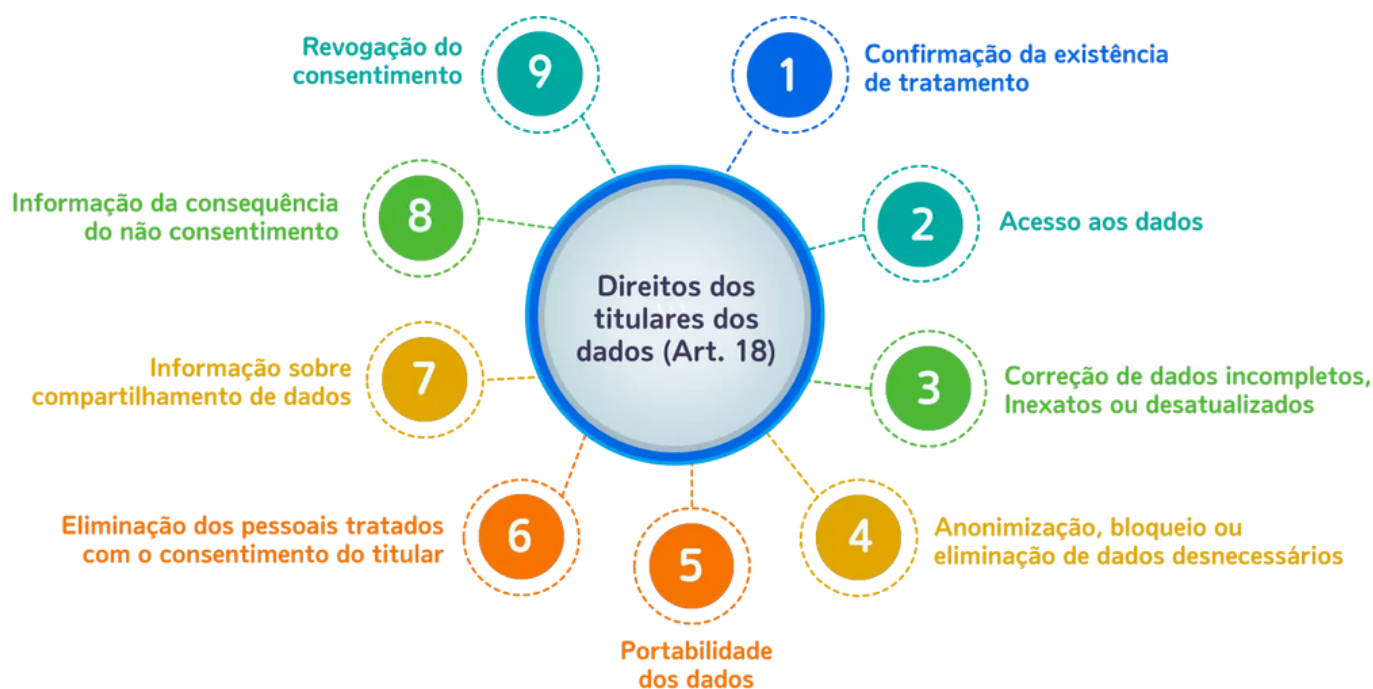 Direitos dos
titulares dos
dados (Art. 18)
1
Confirmação da existência
de tratamento
2
Acesso aos dados
3
Correção de dados incompletos,
Inexatos ou desatualizados
4
Anonimização, bloqueio ou
eliminação de dados desnecessários
5
Portabilidade
dos dados
6
Eliminação dos pessoais tratados
com o consentimento do titular
7
Informação sobre
compartilhamento de dados
8
Informação da consequência
do não consentimento
9
Revogação do
consentimento